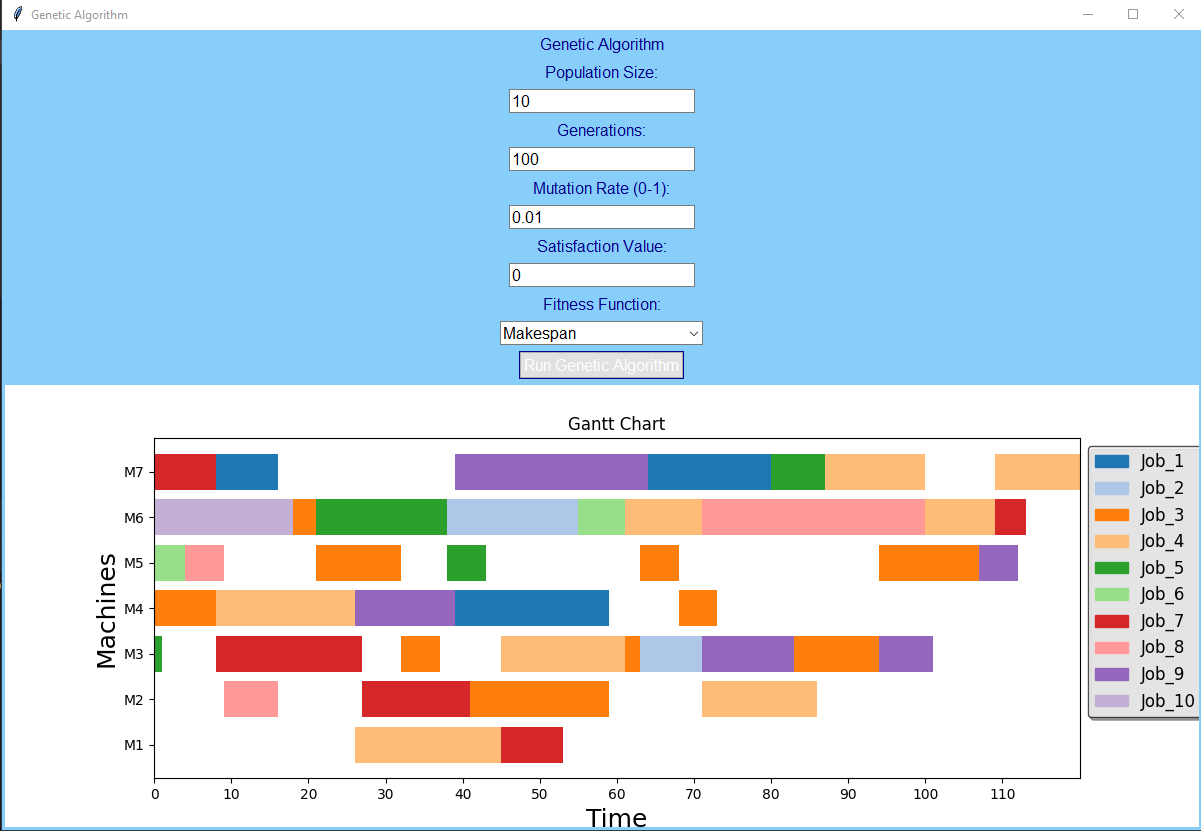 Genetic Algorithm
Genetic Algorithm
Population Size:
10
Generations:
100
Mutation Rate (0-1):
0.01
Satisfaction Value:
0
Fitness Function:
Makespan
Run Genetic Algorithm
Gantt Chart
Machines
M7
M6
M5
M4
M3
M2
M1
0 10 20 30 40 50 60 70 80 90 100 110
Time
Job_1
Job_2
Job_3
Job_4
Job_5
Job_6
Job_7
Job_8
Job_9
Job_10